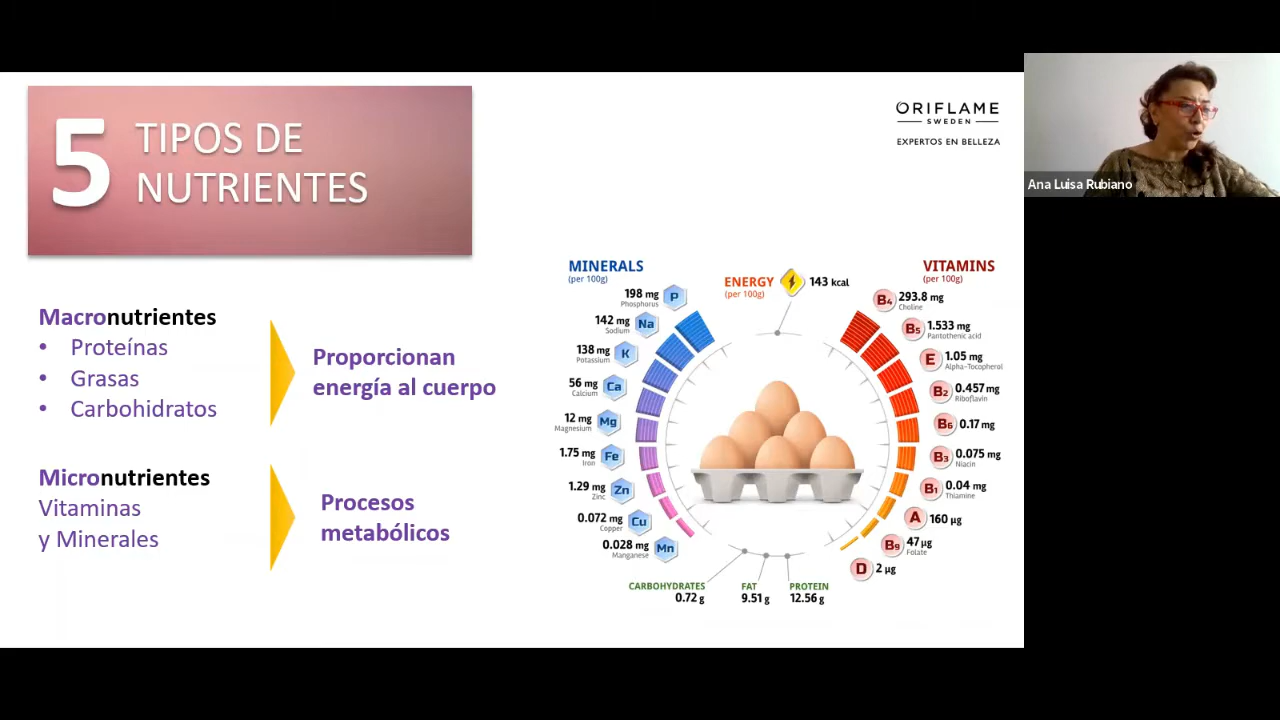 5
TIPOS DE
NUTRIENTES
ORIFLAME
SWEDEN
EXPERTOS EN BELLEZA
Ana Luisa Rubiano
Macronutrientes
• Proteínas
• Grasas
• Carbohidratos
Proporcionan
energía al cuerpo
Micronutrientes
Vitaminas
y Minerales
Procesos
metabólicos
MINERALS
(per 100g)
198 mg P
Phosphorus
142 mg Na
Sodium
138 mg K
Potassium
56 mg Ca
Calcium
12 mg Mg
Magnesium
1.75 mg Fe
Iron
1.29 mg Zn
Zinc
0.072 mg Cu
Copper
0.028 mg Mn
Manganese
ENERGY 143 kcal
(per 100g)
VITAMINS
(per 100g)
B4 293.8 mg
Choline
B5 1.533 mg
Pantothenic acid
E 1.05 mg
Alpha-Tocopherol
B2 0.457 mg
Riboflavin
B6 0.17 mg
B3 0.075 mg
Niacin
B1 0.04 mg
Thiamine
A 160 µg
B9 47 µg
Folate
D 2 µg
CARBOHYDRATES
0.72 g
FAT
9.51 g
PROTEIN
12.56 g